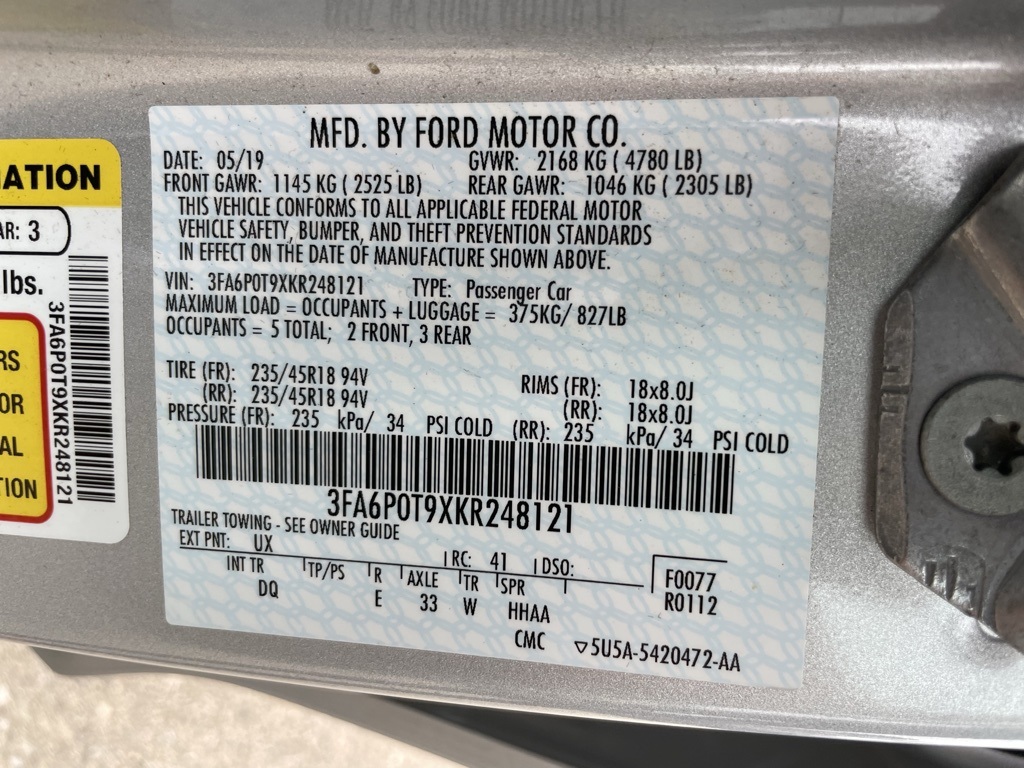 MFD. BY FORD MOTOR CO.
DATE: 05/19 GVWR: 2168 KG ( 4780 LB)
FRONT GAWR: 1145 KG ( 2525 LB) REAR GAWR: 1046 KG ( 2305 LB)
THIS VEHICLE CONFORMS TO ALL APPLICABLE FEDERAL MOTOR
VEHICLE SAFETY, BUMPER, AND THEFT PREVENTION STANDARDS
IN EFFECT ON THE DATE OF MANUFACTURE SHOWN ABOVE.
VIN: 3FA6P0T9XKR248121 TYPE: Passenger Car
MAXIMUM LOAD = OCCUPANTS + LUGGAGE = 375KG/ 827LB
OCCUPANTS = 5 TOTAL; 2 FRONT, 3 REAR
TIRE (FR): 235/45R18 94V RIMS (FR): 18x8.0J
(RR): 235/45R18 94V (RR): 18x8.0J
PRESSURE (FR): 235 kPa/ 34 PSI COLD (RR): 235 kPa/ 34 PSI COLD
3FA6P0T9XKR248121
TRAILER TOWING - SEE OWNER GUIDE
EXT PNT: UX RC: 41 DSO:
INT TR TP/PS R AXLE TR SPR F0077
DQ E 33 W HHAA R0112
CMC ▽5U5A-5420472-AA
AR: 3
lbs.
3FA6P0T9XKR248121